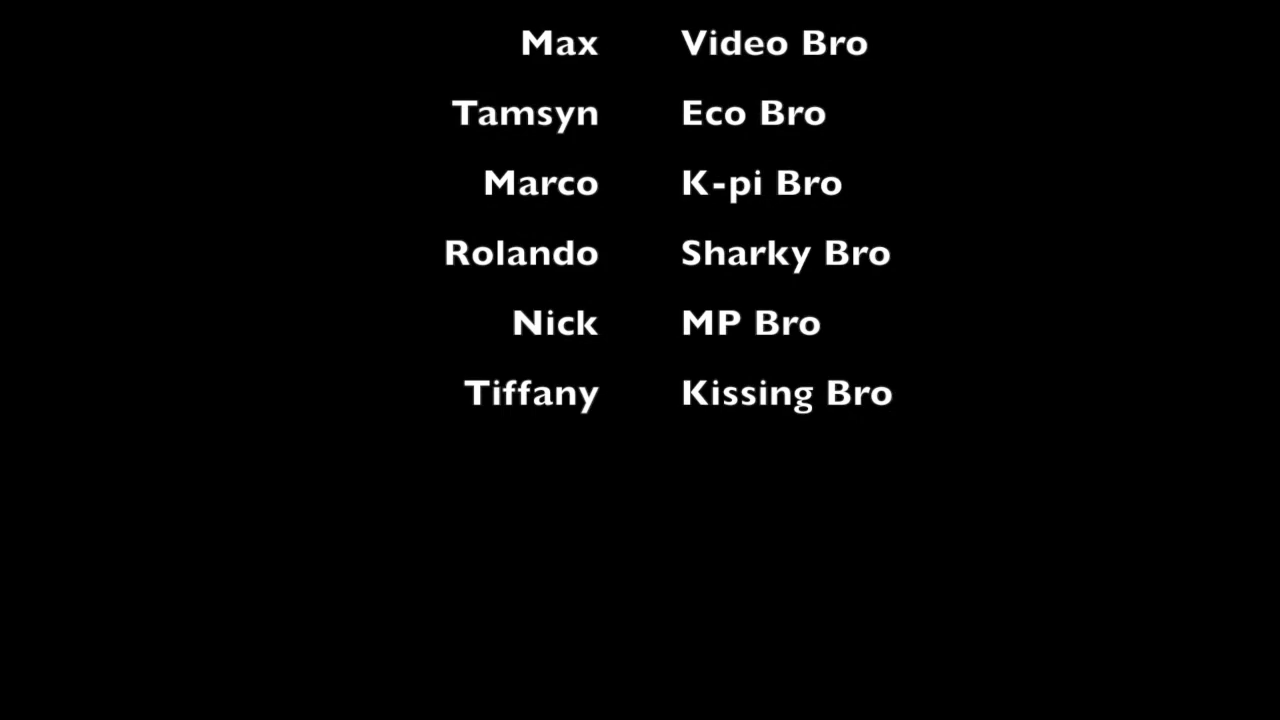 Max Video Bro
Tamsyn Eco Bro
Marco K-pi Bro
Rolando Sharky Bro
Nick MP Bro
Tiffany Kissing Bro